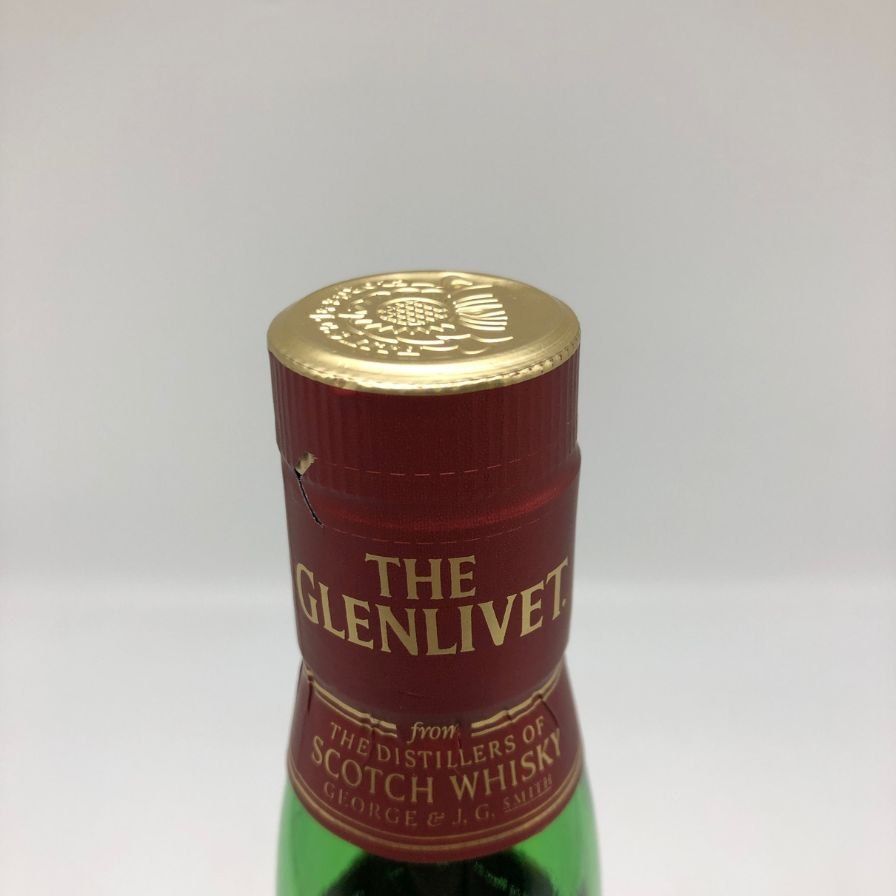 THE
GLENLIVET.
from
THE DISTILLERS OF
SCOTCH WHISKY
GEORGE & J. G. SMITH